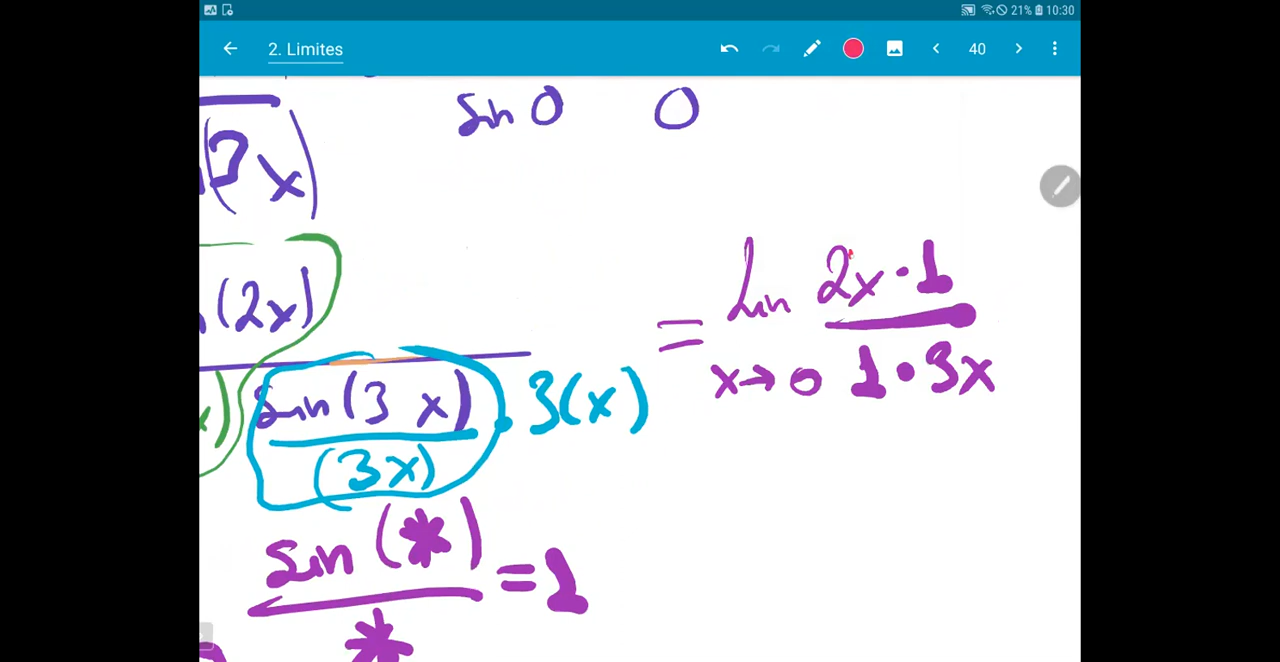 21% 10:30
2. Limites 40
sin 0 0
(3x)
(2x)
sin(3x) · 3(x)
(3x)
= lim 2x · 1
x→0 1 · 3x
sin(*) = 1
*